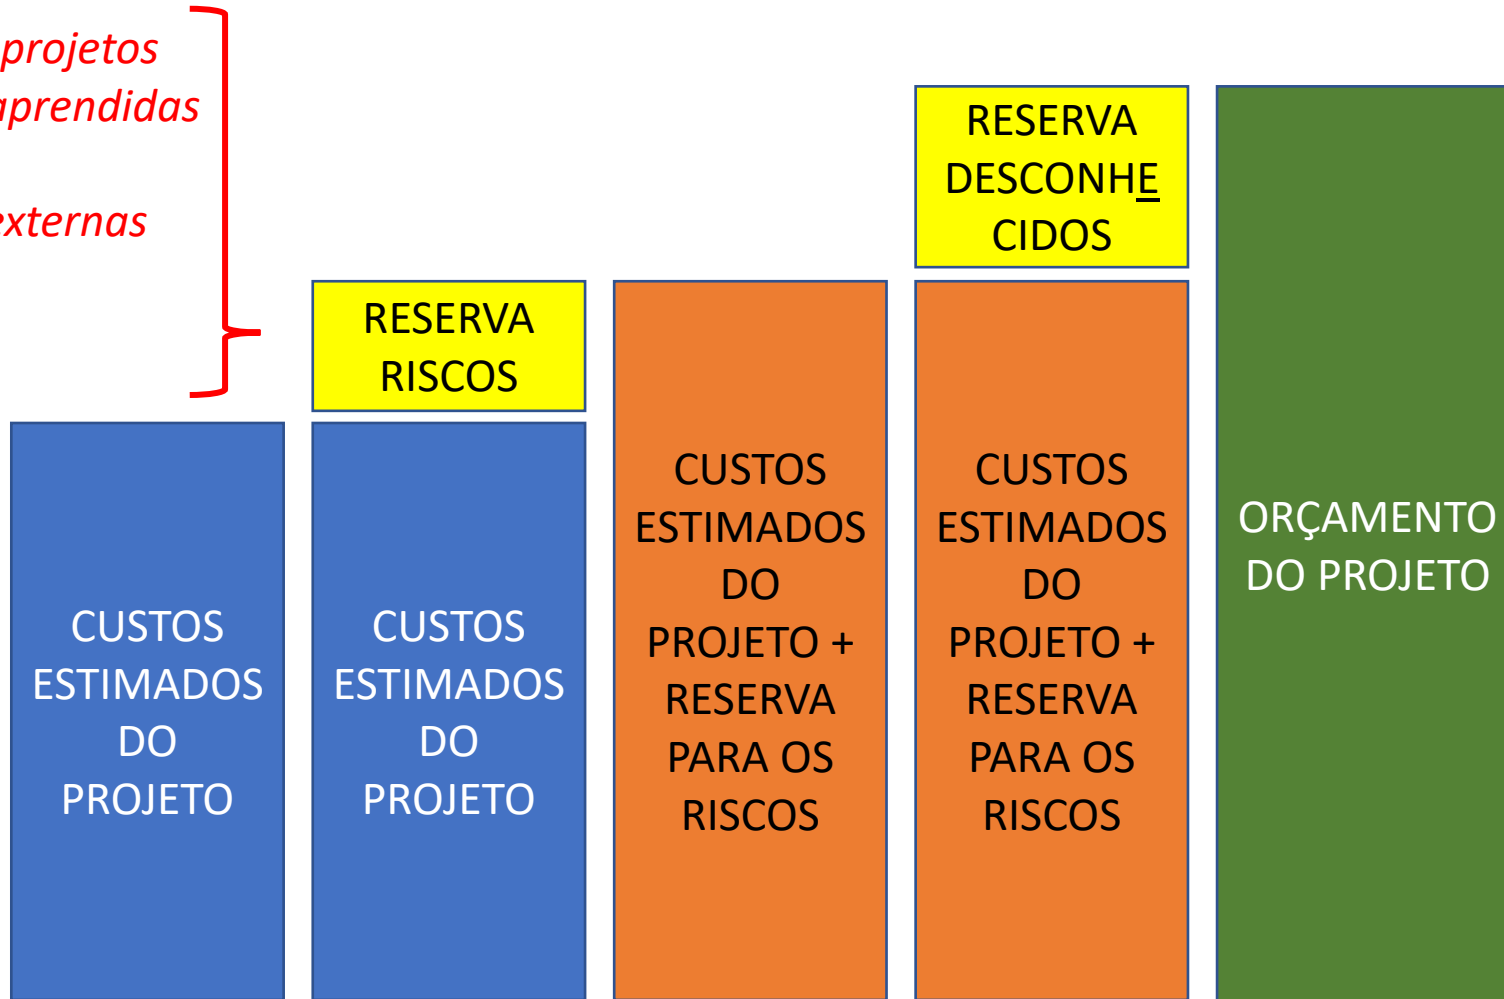 projetos
aprendidas
externas
RESERVA
RISCOS
RESERVA
DESCONHE
CIDOS
CUSTOS
ESTIMADOS
DO
PROJETO
CUSTOS
ESTIMADOS
DO
PROJETO
CUSTOS
ESTIMADOS
DO
PROJETO +
RESERVA
PARA OS
RISCOS
CUSTOS
ESTIMADOS
DO
PROJETO +
RESERVA
PARA OS
RISCOS
ORÇAMENTO
DO PROJETO